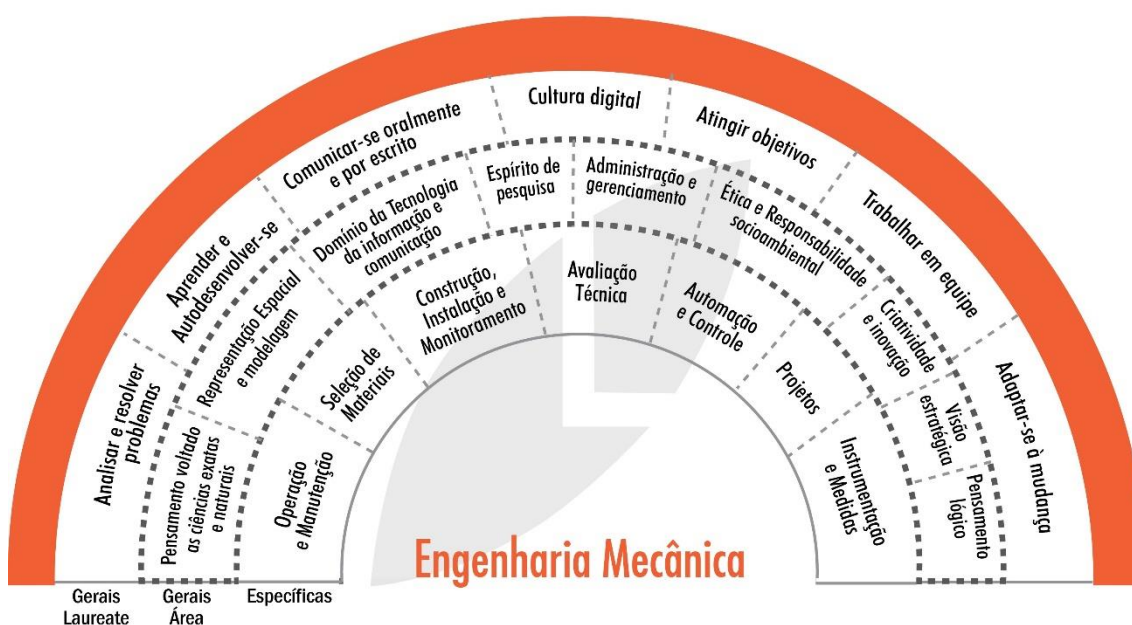 Analisar e resolver
problemas
Aprender e
Autodesenvolver-se
Comunicar-se oralmente
e por escrito
Cultura digital
Atingir objetivos
Trabalhar em equipe
Adaptar-se à mudança
Pensamento voltado
as ciências exatas
e naturais
Representação Espacial
e modelagem
Domínio da Tecnologia
da informação e
comunicação
Espírito de
pesquisa
Administração e
gerenciamento
Ética e Responsabilidade
socioambiental
Criatividade
e inovação
Visão
estratégica
Pensamento
lógico
Operação
e Manutenção
Seleção de
Materiais
Construção,
Instalação e
Monitoramento
Avaliação
Técnica
Automação
e Controle
Projetos
Instrumentação
e Medidas
Engenharia Mecânica
Gerais
Laureate
Gerais
Área
Específicas